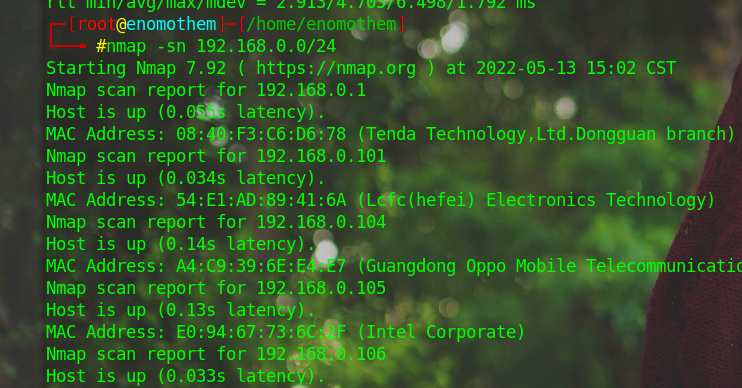 rtt min/avg/max/mdev = 2.913/4.705/6.498/1.792 ms
┌─[root@enomothem]─[/home/enomothem]
└──╼ #nmap -sn 192.168.0.0/24
Starting Nmap 7.92 ( https://nmap.org ) at 2022-05-13 15:02 CST
Nmap scan report for 192.168.0.1
Host is up (0.055s latency).
MAC Address: 08:40:F3:C6:D6:78 (Tenda Technology,Ltd.Dongguan branch)
Nmap scan report for 192.168.0.101
Host is up (0.034s latency).
MAC Address: 54:E1:AD:89:41:6A (Lcfc(hefei) Electronics Technology)
Nmap scan report for 192.168.0.104
Host is up (0.14s latency).
MAC Address: A4:C9:39:6E:E4:E7 (Guangdong Oppo Mobile Telecommunicatio
Nmap scan report for 192.168.0.105
Host is up (0.13s latency).
MAC Address: E0:94:67:73:6C:2F (Intel Corporate)
Nmap scan report for 192.168.0.106
Host is up (0.033s latency).